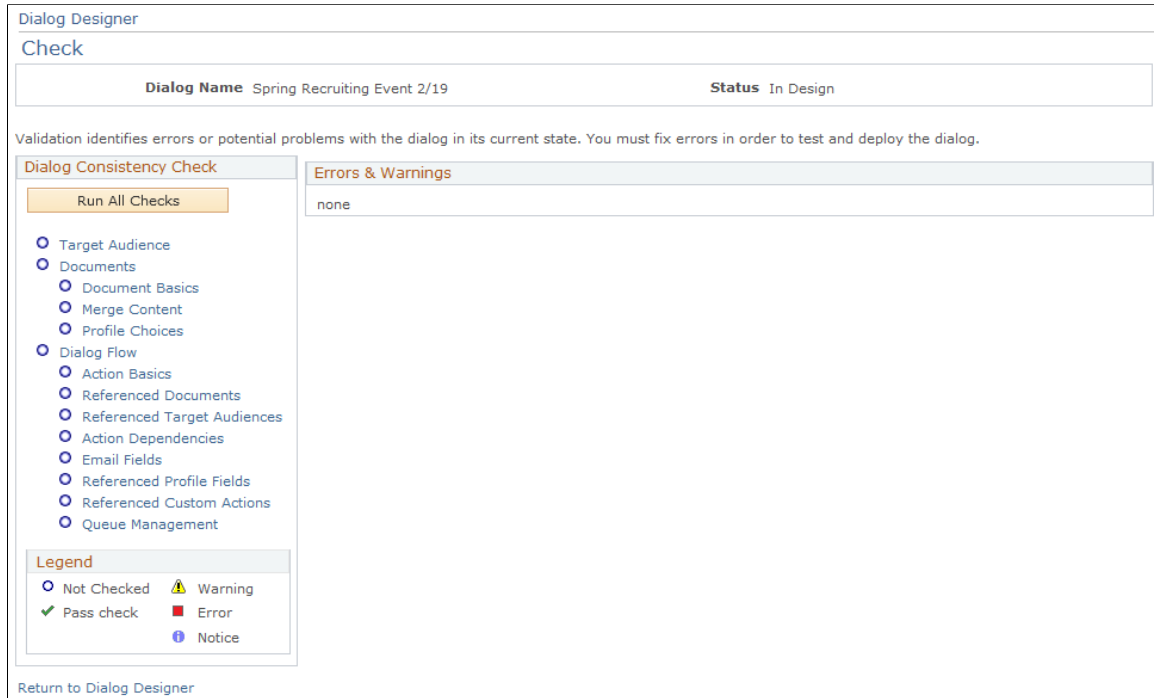 Dialog Designer
Check
Dialog Name Spring Recruiting Event 2/19 Status In Design
Validation identifies errors or potential problems with the dialog in its current state. You must fix errors in order to test and deploy the dialog.
Dialog Consistency Check
Run All Checks
Target Audience
Documents
Document Basics
Merge Content
Profile Choices
Dialog Flow
Action Basics
Referenced Documents
Referenced Target Audiences
Action Dependencies
Email Fields
Referenced Profile Fields
Referenced Custom Actions
Queue Management
Legend
Not Checked Warning
Pass check Error
Notice
Errors & Warnings
none
Return to Dialog Designer